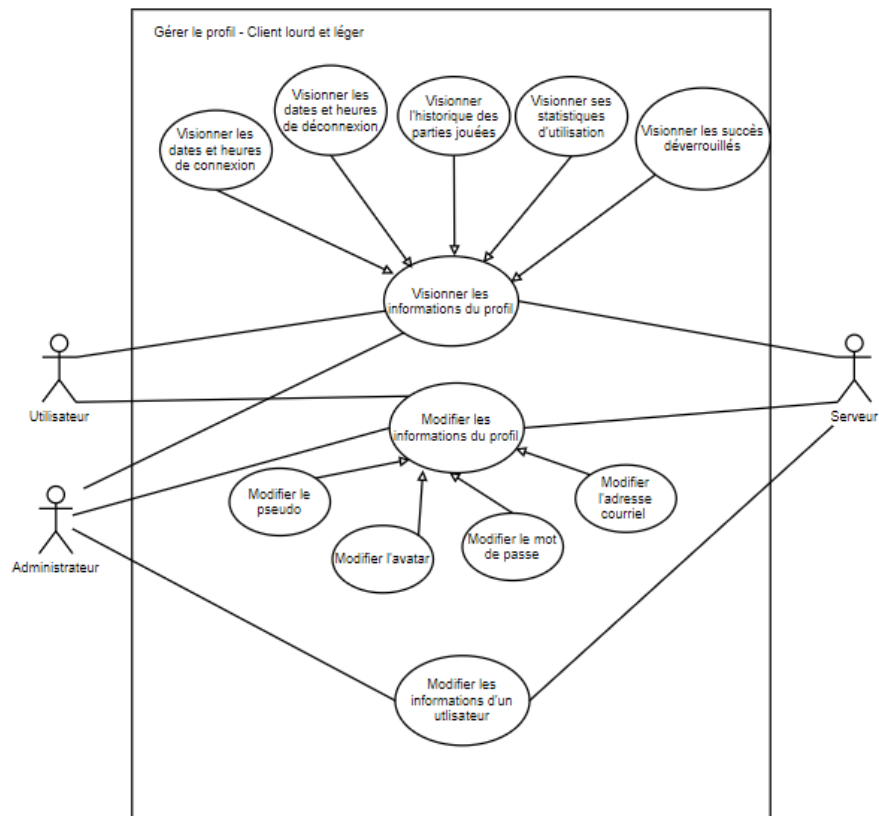 Gérer le profil - Client lourd et léger
Visionner les
dates et heures
de connexion
Visionner les
dates et heures
de déconnexion
Visionner
l'historique des
parties jouées
Visionner ses
statistiques
d'utilisation
Visionner les succès
déverrouillés
Visionner les
informations du profil
Utilisateur
Serveur
Modifier les
informations du profil
Modifier le
pseudo
Modifier l'avatar
Modifier le mot
de passe
Modifier
l'adresse
courriel
Administrateur
Modifier les
informations d'un
utlisateur